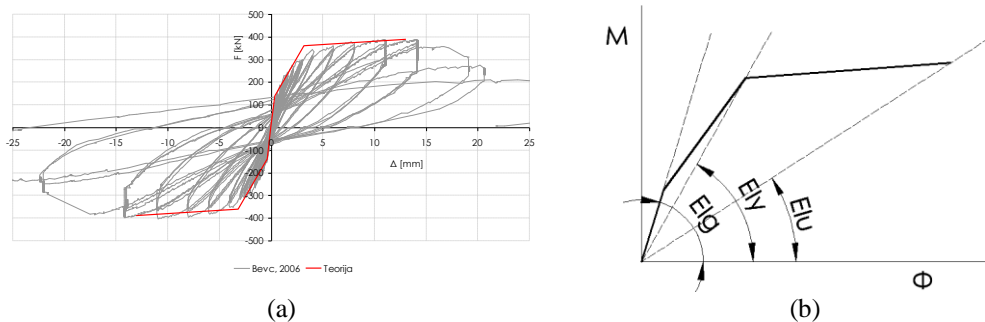 500
400
300
200
100
0
-100
-200
-300
-400
-500
F [kN]
-25 -20 -15 -10 -5 0 5 10 15 20 25
Δ [mm]
Bevc, 2006 Teorija
(a)
M
EIg
EIy
EIu
Φ
(b)